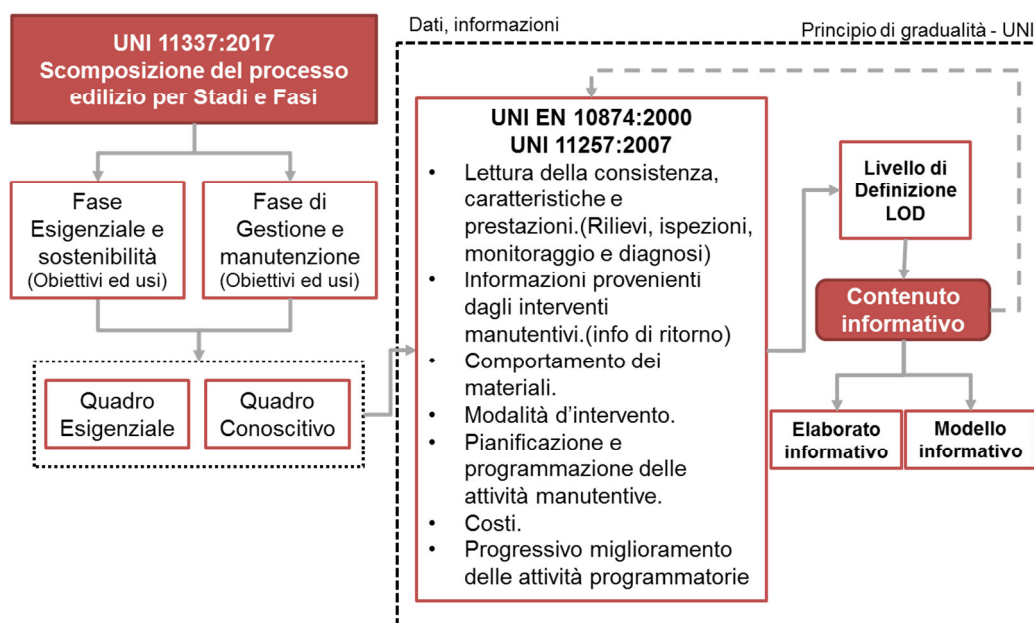 UNI 11337:2017
Scomposizione del processo
edilizio per Stadi e Fasi
Fase
Esigenziale e
sostenibilità
(Obiettivi ed usi)
Fase di
Gestione e
manutenzione
(Obiettivi ed usi)
Quadro
Esigenziale
Quadro
Conoscitivo
Dati, informazioni
Principio di gradualità - UNI
UNI EN 10874:2000
UNI 11257:2007
• Lettura della consistenza,
caratteristiche e
prestazioni.(Rilievi, ispezioni,
monitoraggio e diagnosi)
• Informazioni provenienti
dagli interventi
manutentivi.(info di ritorno)
• Comportamento dei
materiali.
• Modalità d'intervento.
• Pianificazione e
programmazione delle
attività manutentive.
• Costi.
• Progressivo miglioramento
delle attività programmatorie
Livello di
Definizione
LOD
Contenuto
informativo
Elaborato
informativo
Modello
informativo